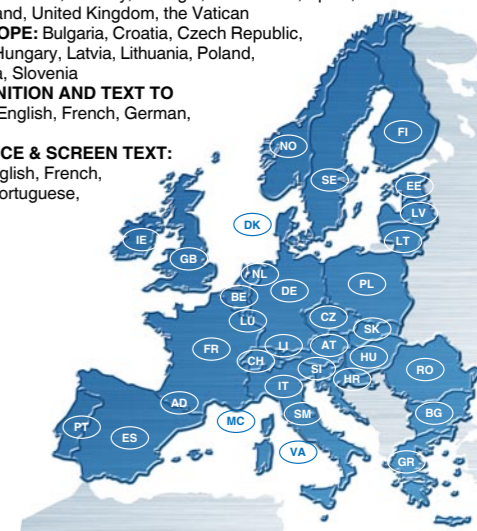 and, United Kingdom, the Vatican
OPE: Bulgaria, Croatia, Czech Republic,
Hungary, Latvia, Lithuania, Poland,
a, Slovenia
NITION AND TEXT TO
English, French, German,
CE & SCREEN TEXT:
glish, French,
ortuguese,
FI
NO
SE
EE
LV
DK
LT
IE
GB
NL
PL
BE
DE
CZ
LU
SK
FR
LI
AT
HU
CH
SI
RO
HR
IT
AD
SM
BG
MC
PT
ES
VA
GR